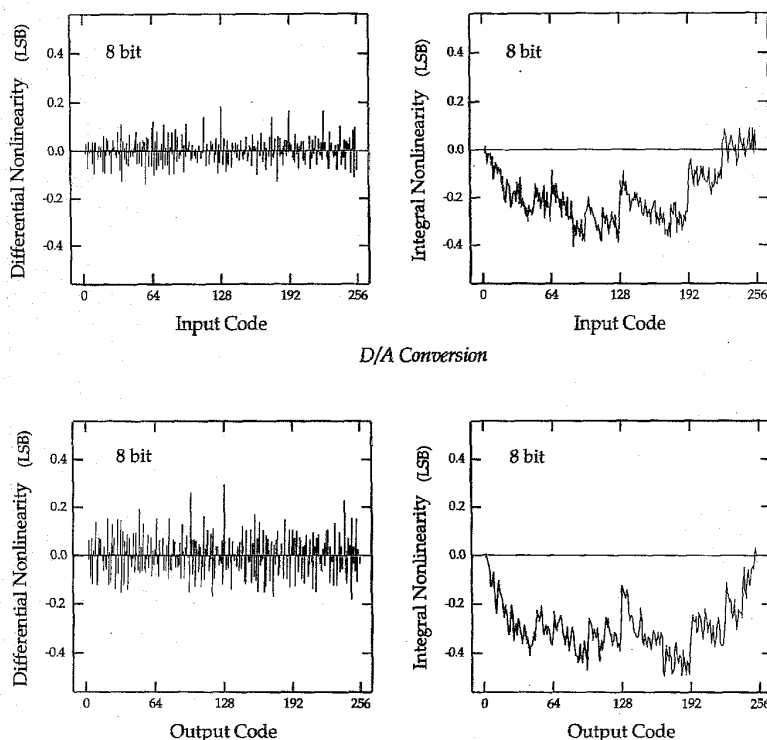 Differential Nonlinearity (LSB)
8 bit
0.4
0.2
0.0
-0.2
-0.4
0 64 128 192 256
Input Code
Integral Nonlinearity (LSB)
8 bit
0.4
0.2
0.0
-0.2
-0.4
0 64 128 192 256
Input Code
D/A Conversion
Differential Nonlinearity (LSB)
8 bit
0.4
0.2
0.0
-0.2
-0.4
0 64 128 192 256
Output Code
Integral Nonlinearity (LSB)
8 bit
0.4
0.2
0.0
-0.2
-0.4
0 64 128 192 256
Output Code